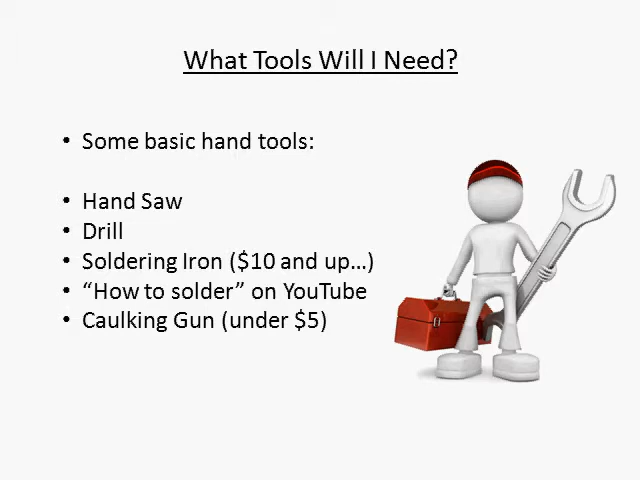 What Tools Will I Need?
• Some basic hand tools:
• Hand Saw
• Drill
• Soldering Iron ($10 and up…)
• “How to solder” on YouTube
• Caulking Gun (under $5)